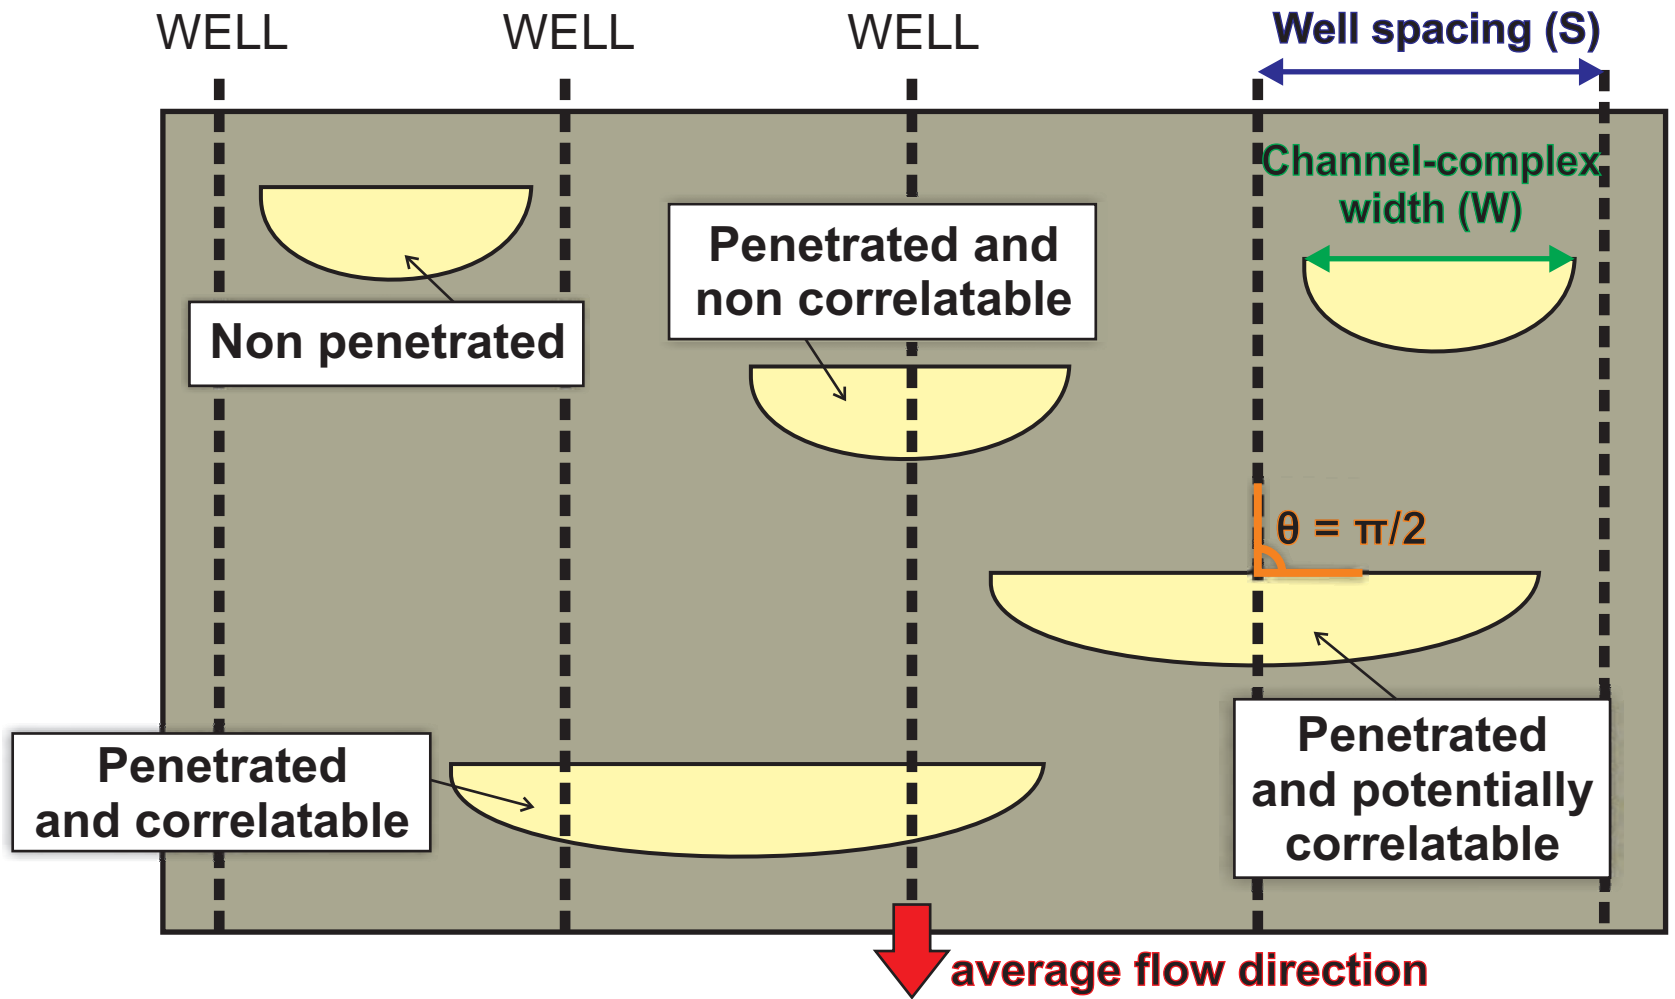 WELL
WELL
WELL
Well spacing (S)
Channel-complex
width (W)
Penetrated and
non correlatable
Non penetrated
θ = π/2
Penetrated
and correlatable
Penetrated
and potentially
correlatable
average flow direction